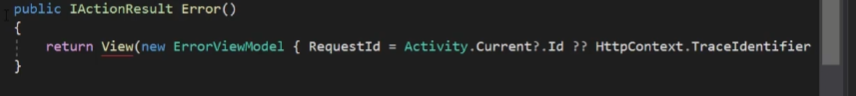 public IActionResult Error()
{
return View(new ErrorViewModel { RequestId = Activity.Current?.Id ?? HttpContext.TraceIdentifier
}